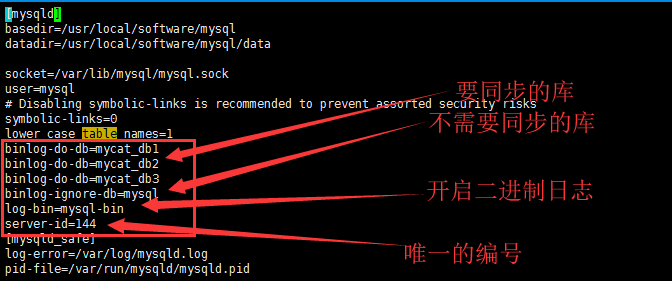 [mysqld]
basedir=/usr/local/software/mysql
datadir=/usr/local/software/mysql/data
socket=/var/lib/mysql/mysql.sock
user=mysql
要同步的库
# Disabling symbolic-links is recommended to prevent assorted security risks
symbolic-links=0
不需要同步的库
lower_case_table_names=1
binlog-do-db=mycat_db1
binlog-do-db=mycat_db2
binlog-do-db=mycat_db3
binlog-ignore-db=mysql
开启二进制日志
log-bin=mysql-bin
server-id=144
[mysqld_safe]
唯一的编号
log-error=/var/log/mysqld.log
pid-file=/var/run/mysqld/mysqld.pid